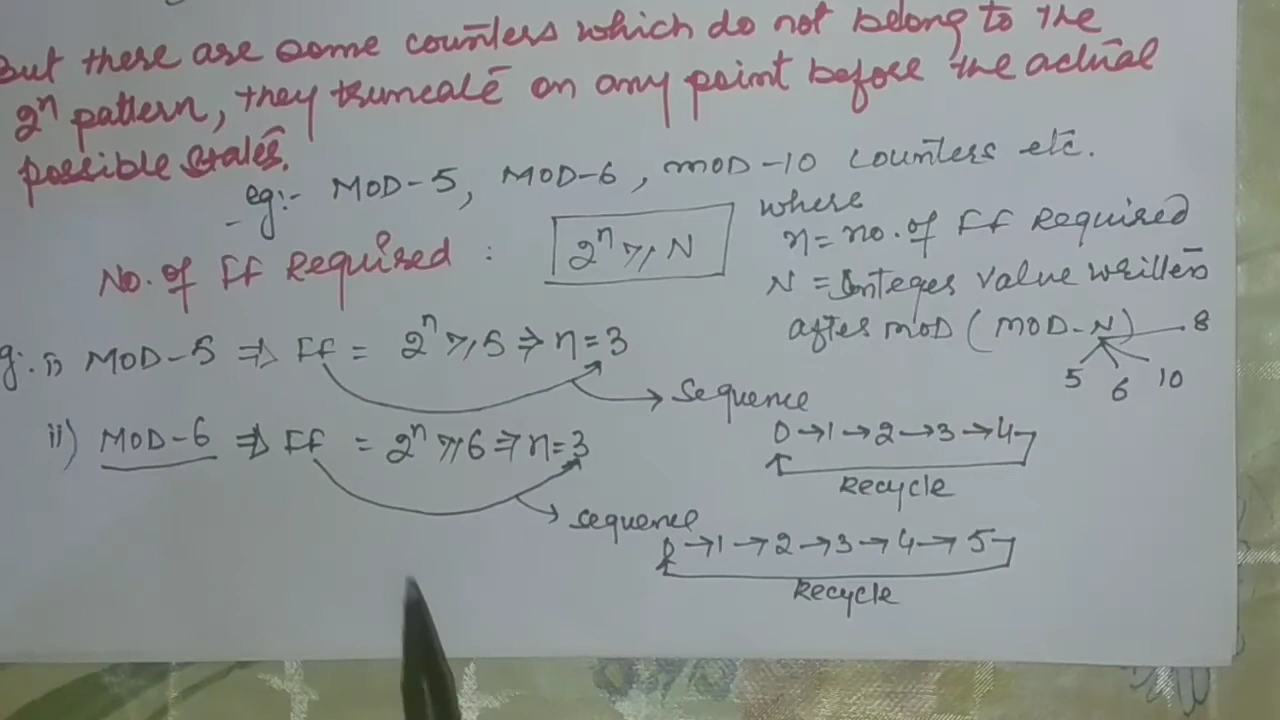 But there are some counters which do not belong to the
2ⁿ pattern, they truncate on any point before the actual
possible states.
eg:- MOD-5, MOD-6, MOD-10 counters etc.
No. of FF Required : 2ⁿ ≥ N
where
n = no. of FF Required
N = Integer value written
after MOD (MOD-N)
8
5 6 10
g: i) MOD-5 ⇒ FF = 2ⁿ ≥ 5 ⇒ n=3
→ Sequence
0→1→2→3→4
Recycle
ii) MOD-6 ⇒ FF = 2ⁿ ≥ 6 ⇒ n=3
→ sequence
0→1→2→3→4→5
Recycle